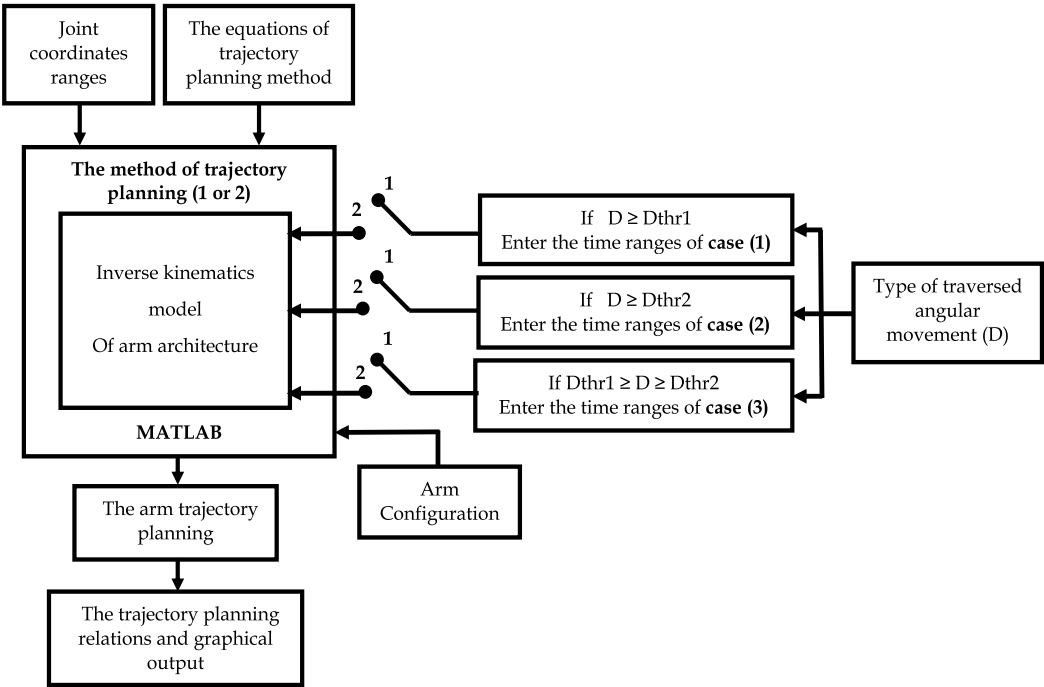 Joint
coordinates
ranges
The equations of
trajectory
planning method
The method of trajectory
planning (1 or 2)
Inverse kinematics
model
Of arm architecture
MATLAB
1
2
1
2
1
2
If D ≥ Dthr1
Enter the time ranges of case (1)
If D ≥ Dthr2
Enter the time ranges of case (2)
If Dthr1 ≥ D ≥ Dthr2
Enter the time ranges of case (3)
Type of traversed
angular
movement (D)
Arm
Configuration
The arm trajectory
planning
The trajectory planning
relations and graphical
output